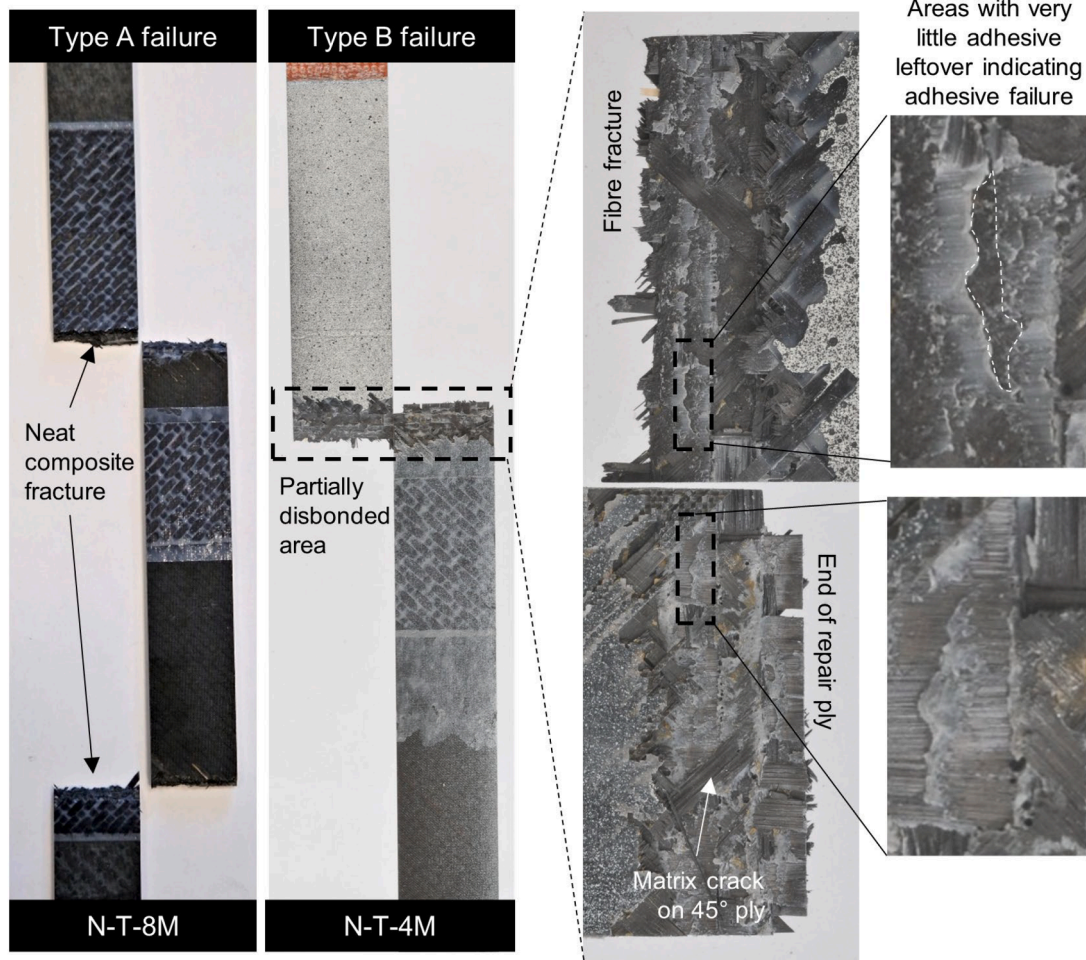 Type A failure
Type B failure
Neat
composite
fracture
Partially
disbonded
area
N-T-8M
N-T-4M
Fibre fracture
End of repair ply
Matrix crack
on 45° ply
Areas with very
little adhesive
leftover indicating
adhesive failure